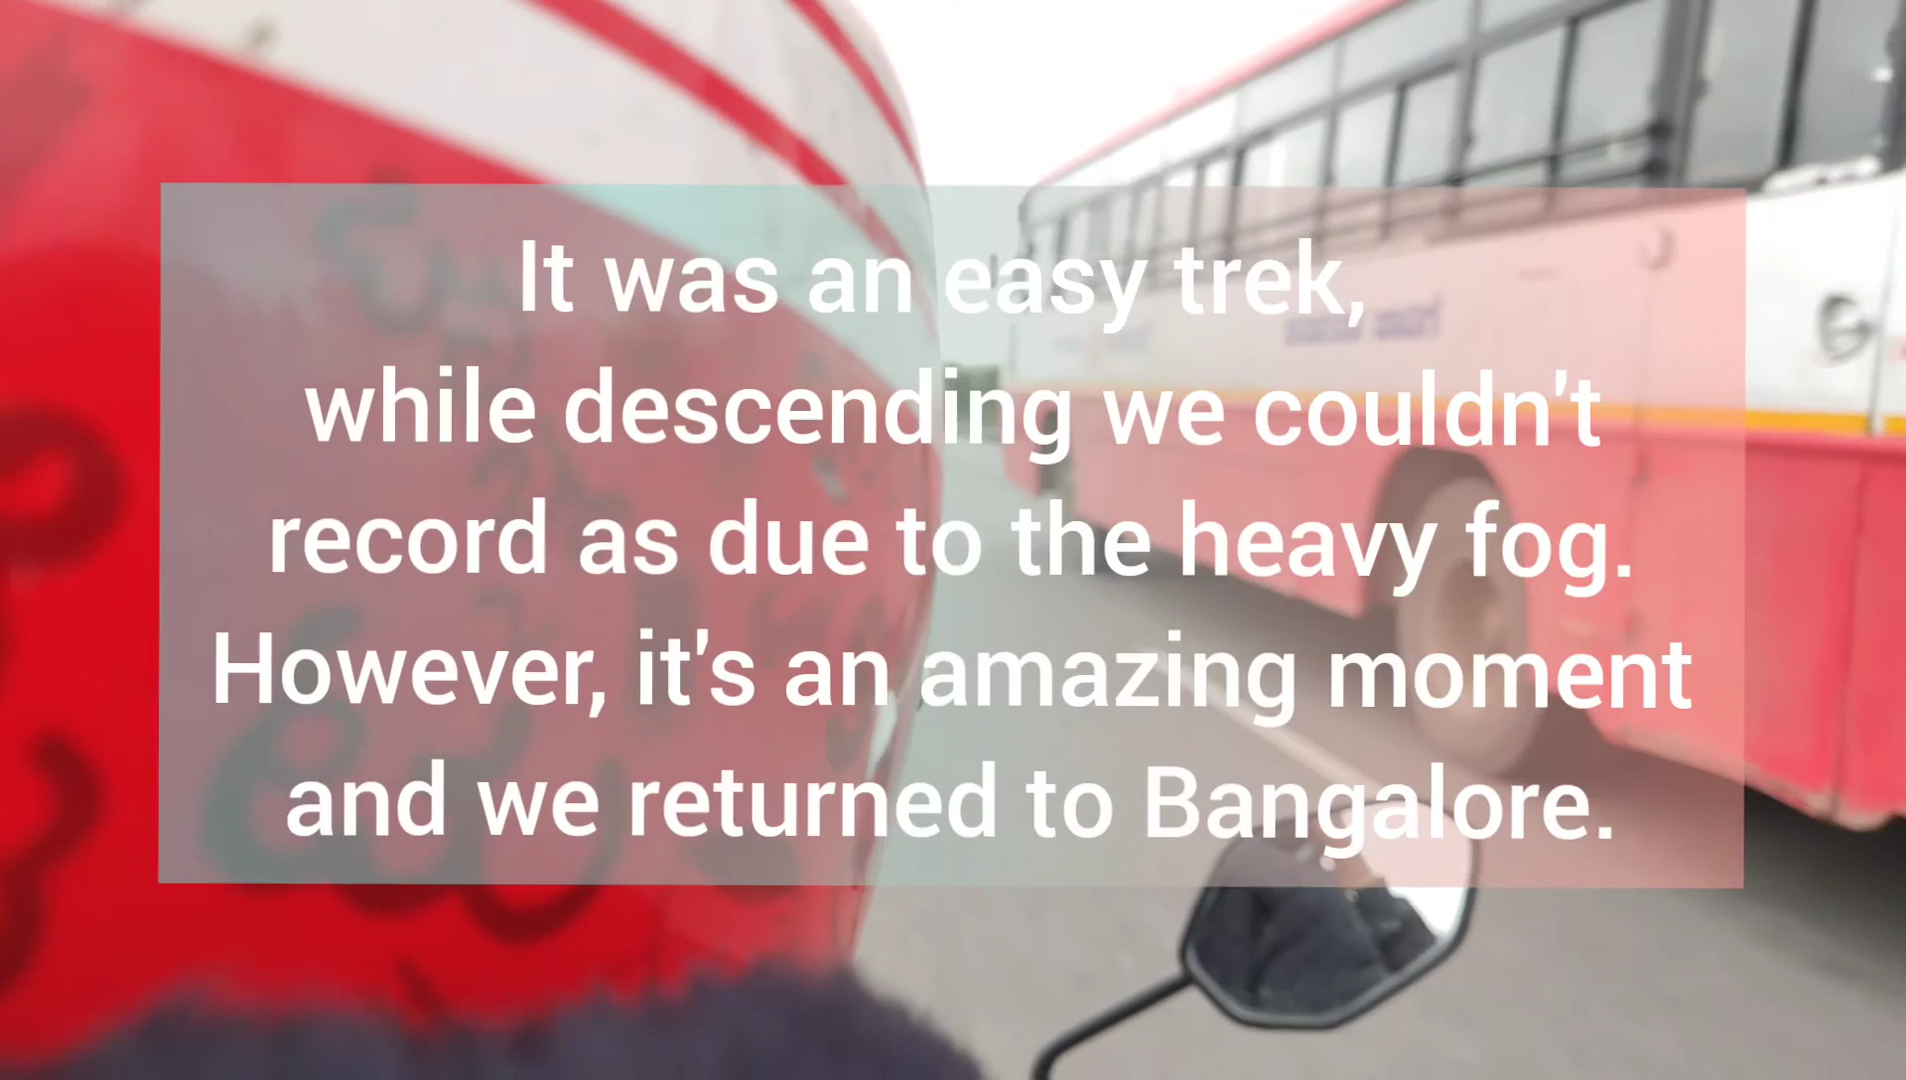 It was an easy trek,
while descending we couldn't
record as due to the heavy fog.
However, it's an amazing moment
and we returned to Bangalore.